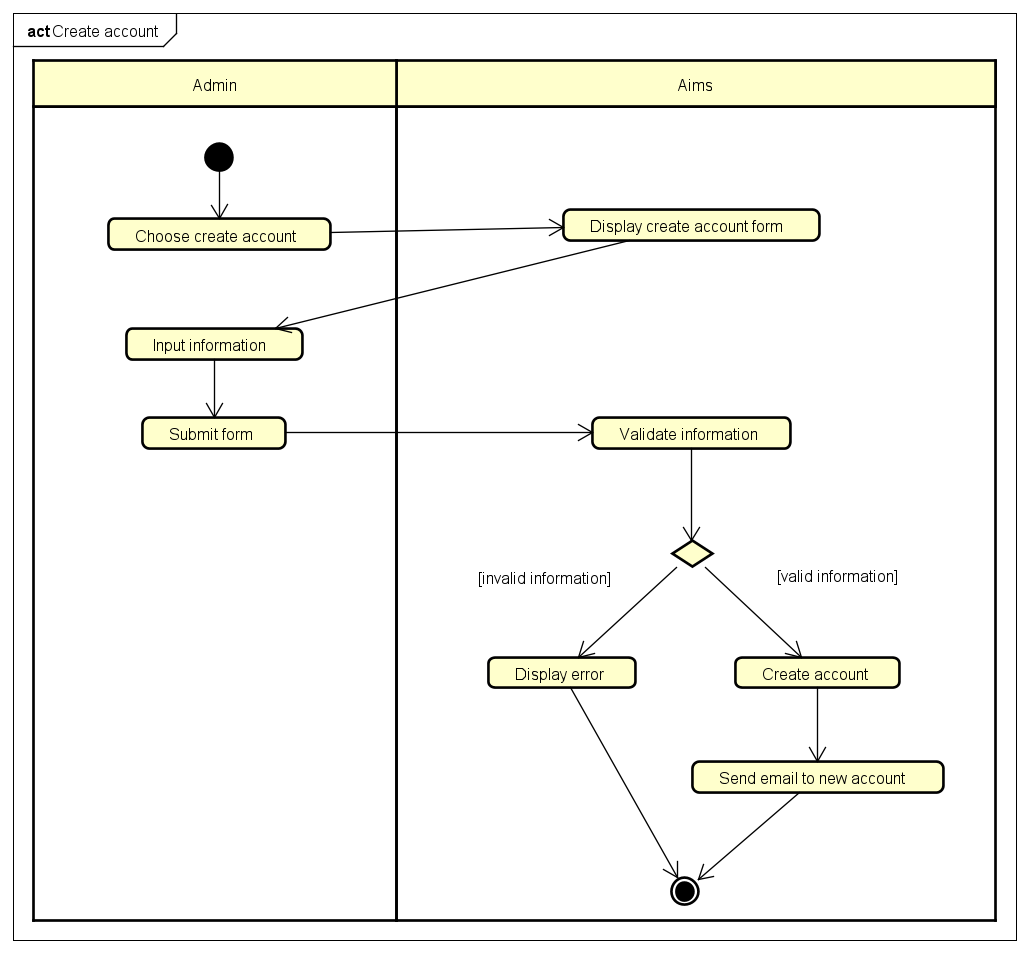 act Create account
Admin
Aims
Choose create account
Display create account form
Input information
Submit form
Validate information
[invalid information]
[valid information]
Display error
Create account
Send email to new account